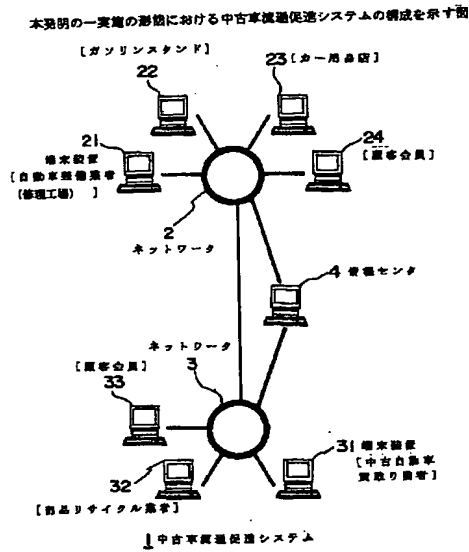 本発明の一実施の形態における中古車流通促進システムの構成を示す図
[ガソリンスタンド]
22
23 [カー用品店]
21
端末装置
[自動車整備業者
(修理工場) ]
24
[顧客会員]
2
ネットワーク
4 情報センタ
ネットワーク
3
[顧客会員]
33
32
[部品リサイクル業者]
31 端末装置
[中古自動車
買取り業者]
1 中古車流通促進システム